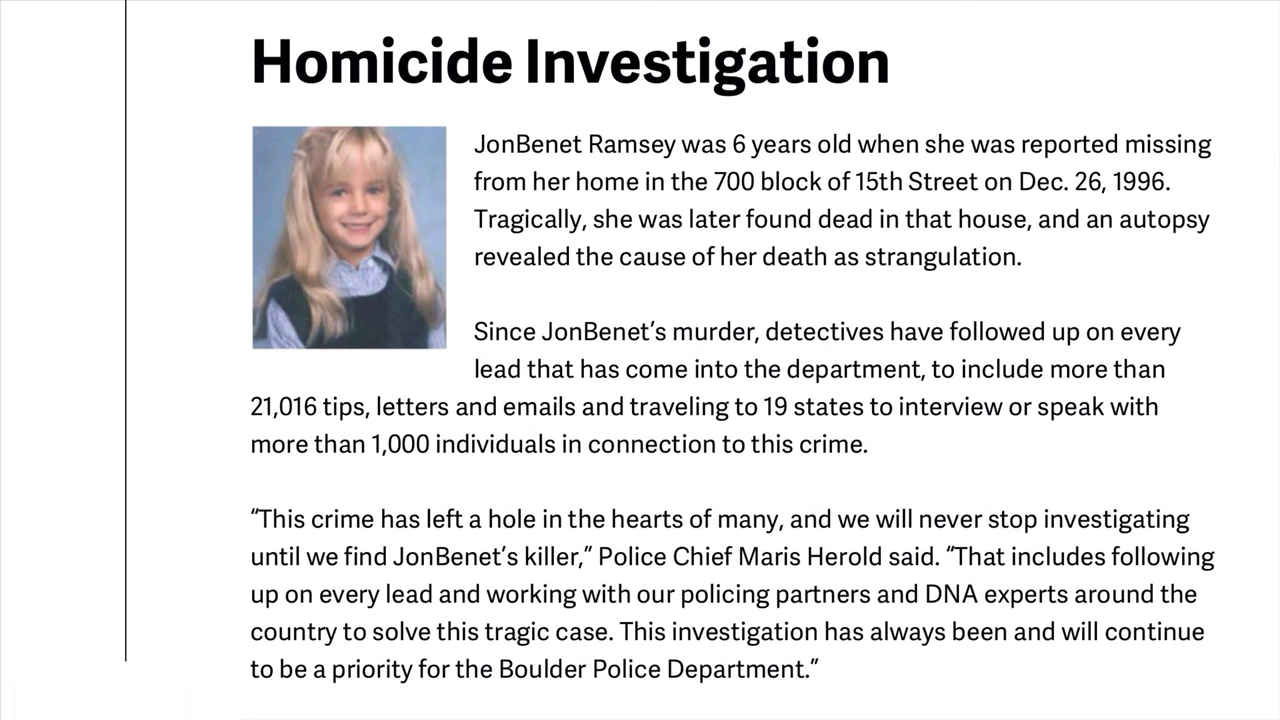 Homicide Investigation
JonBenet Ramsey was 6 years old when she was reported missing
from her home in the 700 block of 15th Street on Dec. 26, 1996.
Tragically, she was later found dead in that house, and an autopsy
revealed the cause of her death as strangulation.
Since JonBenet’s murder, detectives have followed up on every
lead that has come into the department, to include more than
21,016 tips, letters and emails and traveling to 19 states to interview or speak with
more than 1,000 individuals in connection to this crime.
“This crime has left a hole in the hearts of many, and we will never stop investigating
until we find JonBenet’s killer,” Police Chief Maris Herold said. “That includes following
up on every lead and working with our policing partners and DNA experts around the
country to solve this tragic case. This investigation has always been and will continue
to be a priority for the Boulder Police Department.”